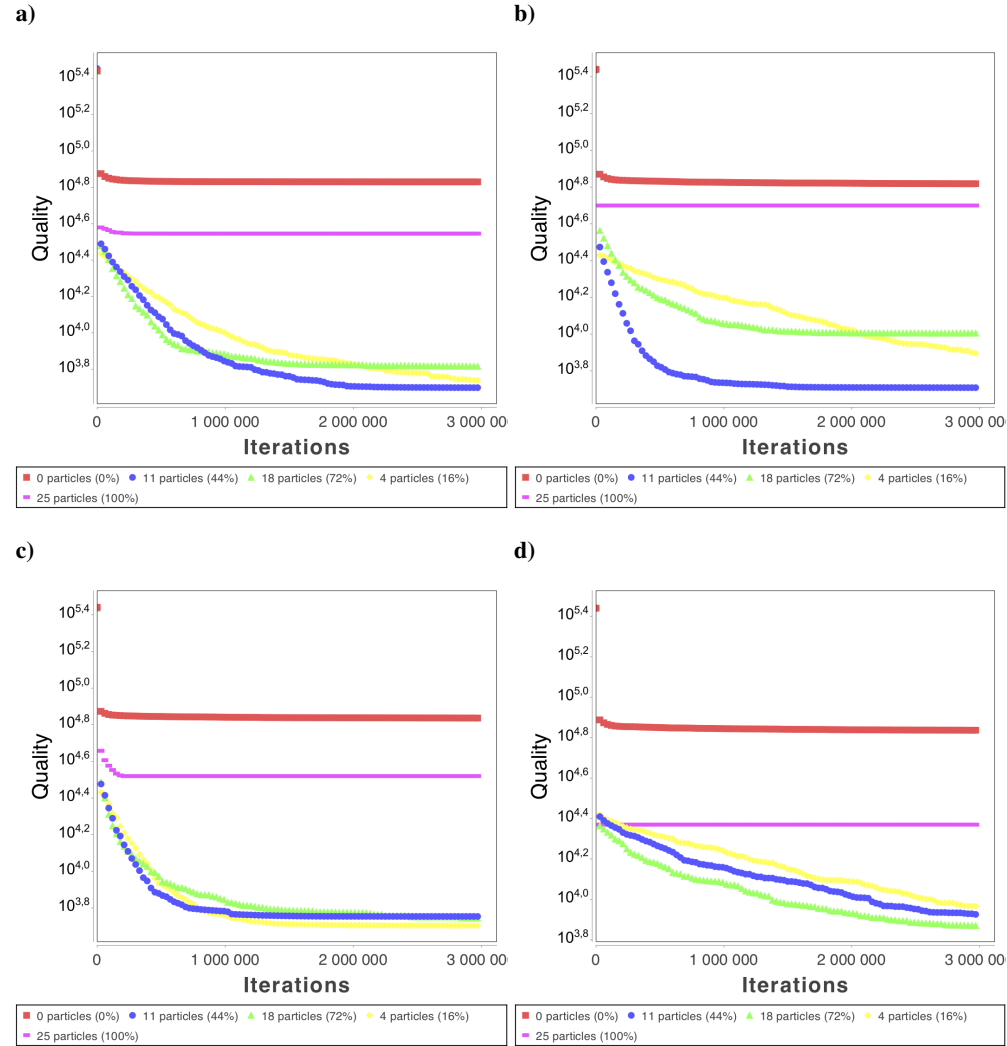 a)
b)
10^5,4
10^5,2
10^5,0
10^4,8
10^4,6
10^4,4
10^4,2
10^4,0
10^3,8
Quality
0
1 000 000
2 000 000
3 000 00
Iterations
0 particles (0%) 11 particles (44%) 18 particles (72%) 4 particles (16%)
25 particles (100%)
10^5,4
10^5,2
10^5,0
10^4,8
10^4,6
10^4,4
10^4,2
10^4,0
10^3,8
Quality
0
1 000 000
2 000 000
3 000 00
Iterations
0 particles (0%) 11 particles (44%) 18 particles (72%) 4 particles (16%)
25 particles (100%)
c)
d)
10^5,4
10^5,2
10^5,0
10^4,8
10^4,6
10^4,4
10^4,2
10^4,0
10^3,8
Quality
0
1 000 000
2 000 000
3 000 00
Iterations
0 particles (0%) 11 particles (44%) 18 particles (72%) 4 particles (16%)
25 particles (100%)
10^5,4
10^5,2
10^5,0
10^4,8
10^4,6
10^4,4
10^4,2
10^4,0
10^3,8
Quality
0
1 000 000
2 000 000
3 000 00
Iterations
0 particles (0%) 11 particles (44%) 18 particles (72%) 4 particles (16%)
25 particles (100%)